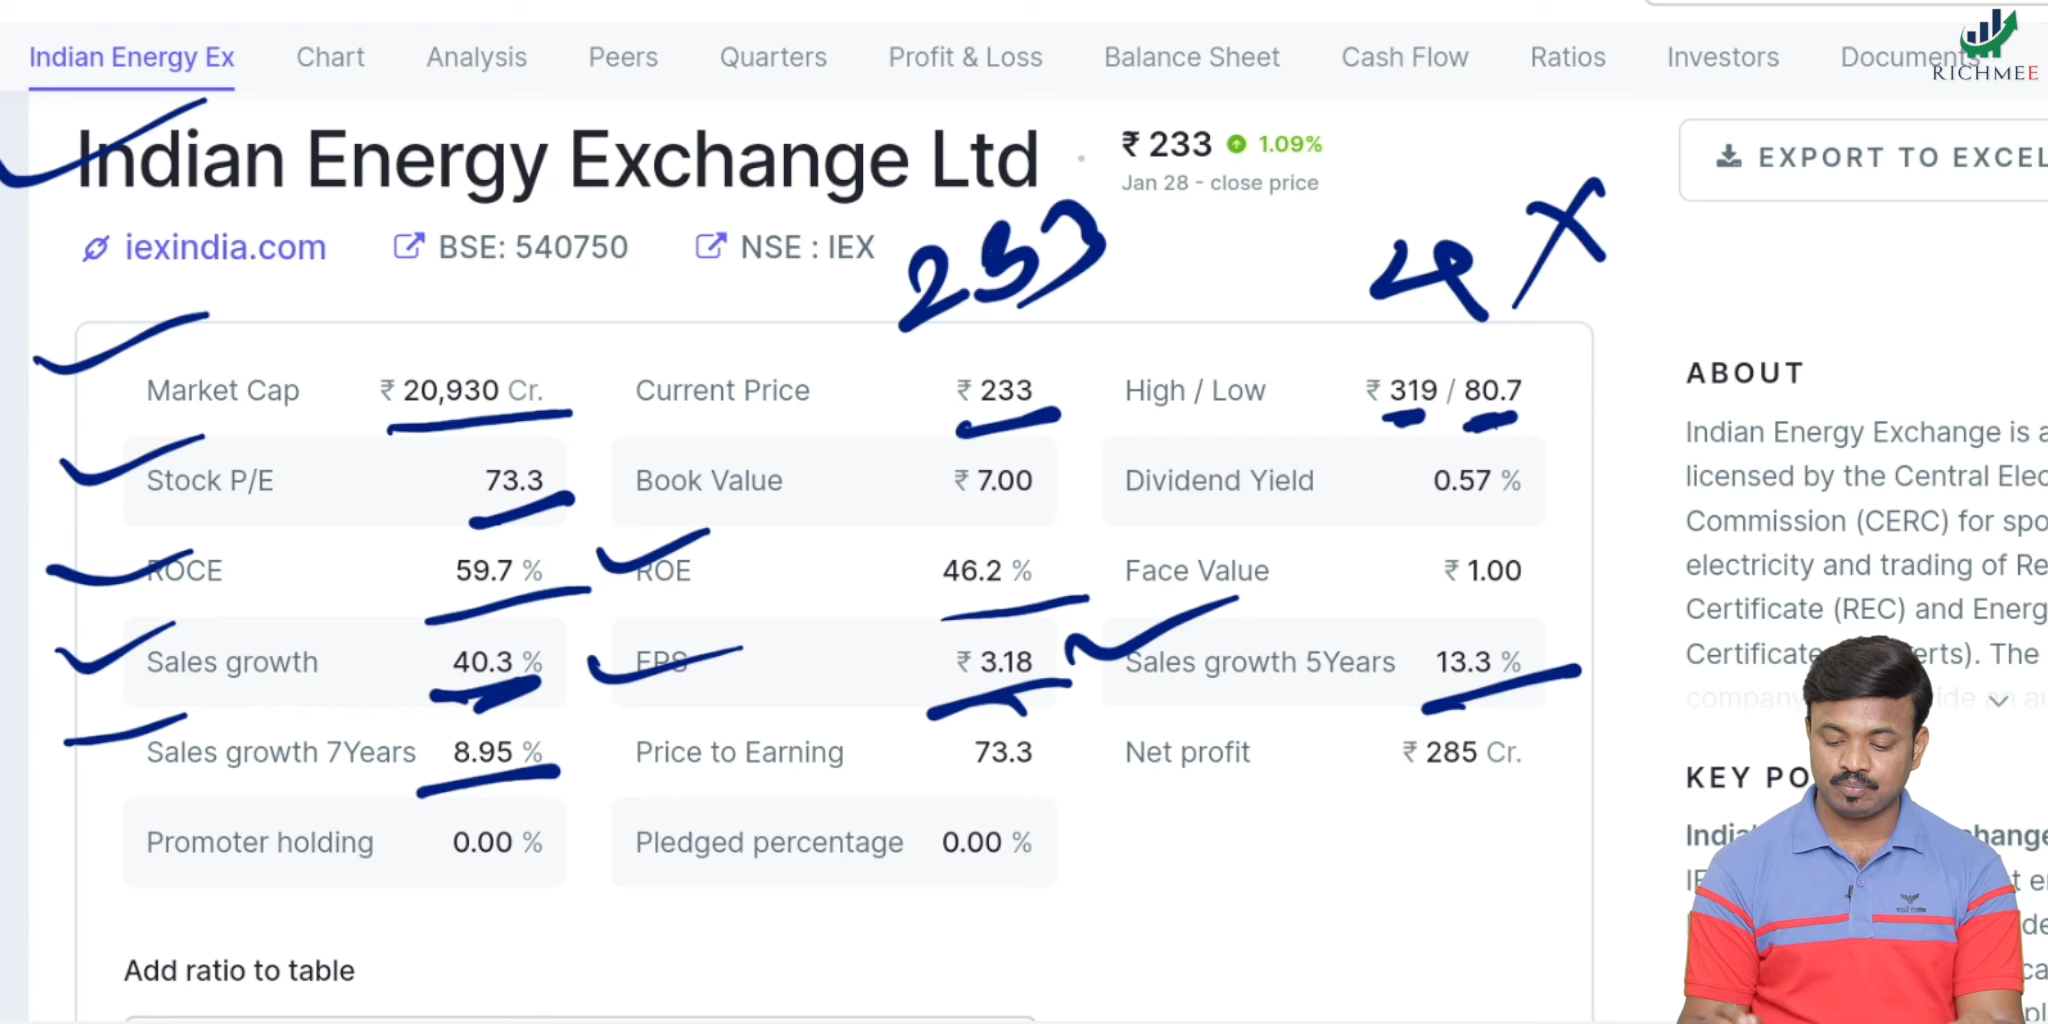 Indian Energy Ex Chart Analysis Peers Quarters Profit & Loss Balance Sheet Cash Flow Ratios Investors Documents
RICHMEE
Indian Energy Exchange Ltd
₹ 233 1.09%
Jan 28 - close price
EXPORT TO EXCEL
iexindia.com BSE: 540750 NSE : IEX
233
4X
Market Cap ₹ 20,930 Cr. Current Price ₹ 233 High / Low ₹ 319 / 80.7
Stock P/E 73.3 Book Value ₹ 7.00 Dividend Yield 0.57 %
ROCE 59.7 % ROE 46.2 % Face Value ₹ 1.00
Sales growth 40.3 % EPS ₹ 3.18 Sales growth 5Years 13.3 %
Sales growth 7Years 8.95 % Price to Earning 73.3 Net profit ₹ 285 Cr.
Promoter holding 0.00 % Pledged percentage 0.00 %
Add ratio to table
ABOUT
Indian Energy Exchange is a
licensed by the Central Elec
Commission (CERC) for spo
electricity and trading of Re
Certificate (REC) and Energ
Certificate erts). The
company ide an au
KEY PO
India hange